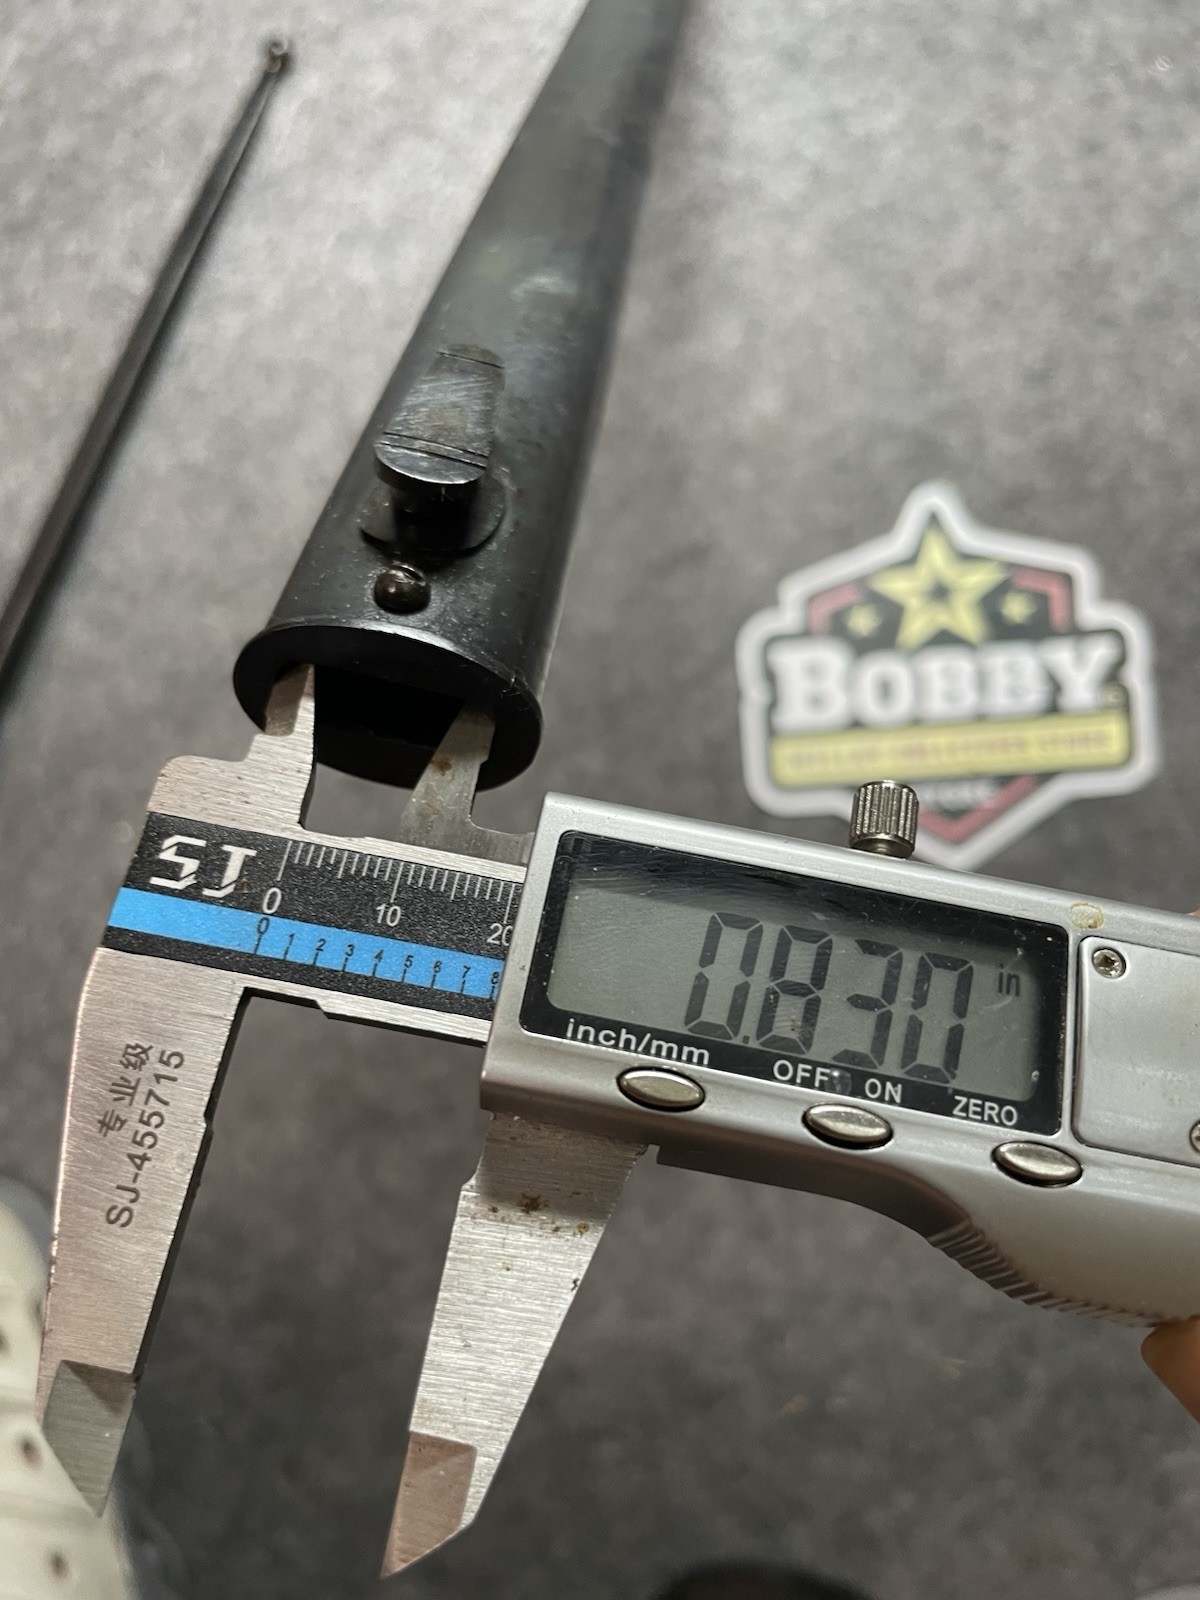 BOBBY
SJ
0 10 20
0 1 2 3 4 5 6 7 8
0.830 in
inch/mm OFF ON ZERO
专业级
SJ-455715